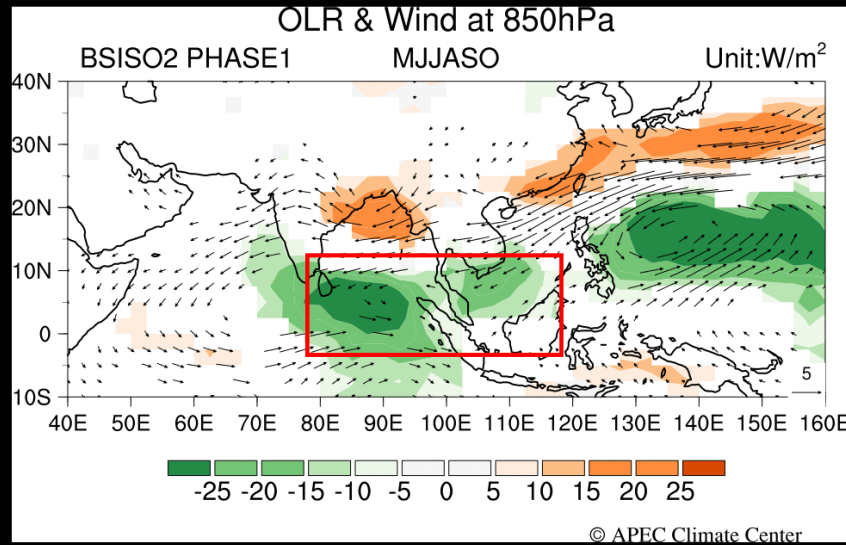 OLR & Wind at 850hPa
BSISO2 PHASE1 MJJASO Unit:W/m²
40N
30N
20N
10N
0
10S
5
40E 50E 60E 70E 80E 90E 100E 110E 120E 130E 140E 150E 160E
-25 -20 -15 -10 -5 0 5 10 15 20 25
© APEC Climate Center